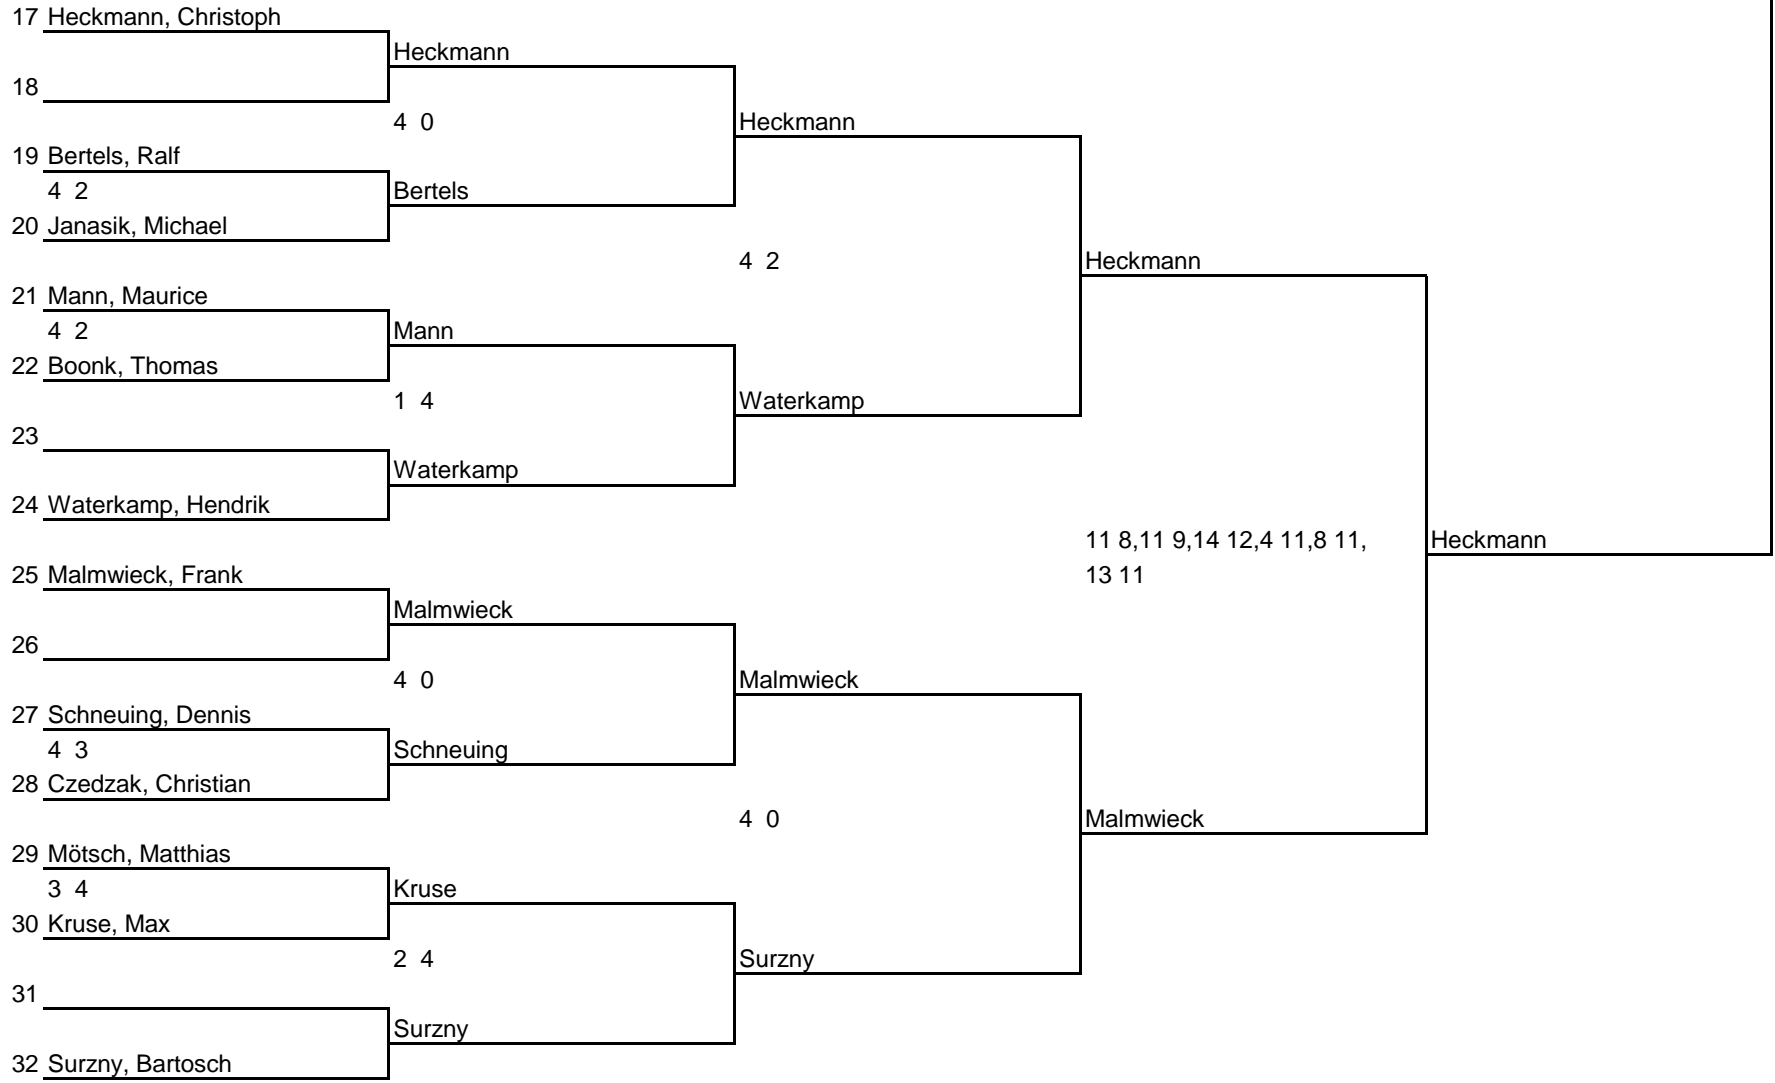 17 Heckmann, Christoph
Heckmann
18
4 0
Heckmann
19 Bertels, Ralf
4 2
Bertels
20 Janasik, Michael
4 2
Heckmann
21 Mann, Maurice
4 2
Mann
22 Boonk, Thomas
1 4
Waterkamp
23
Waterkamp
24 Waterkamp, Hendrik
11 8,11 9,14 12,4 11,8 11,
13 11
Heckmann
25 Malmwieck, Frank
Malmwieck
26
4 0
Malmwieck
27 Schneuing, Dennis
4 3
Schneuing
28 Czedzak, Christian
4 0
Malmwieck
29 Mötsch, Matthias
3 4
Kruse
30 Kruse, Max
2 4
Surzny
31
Surzny
32 Surzny, Bartosch